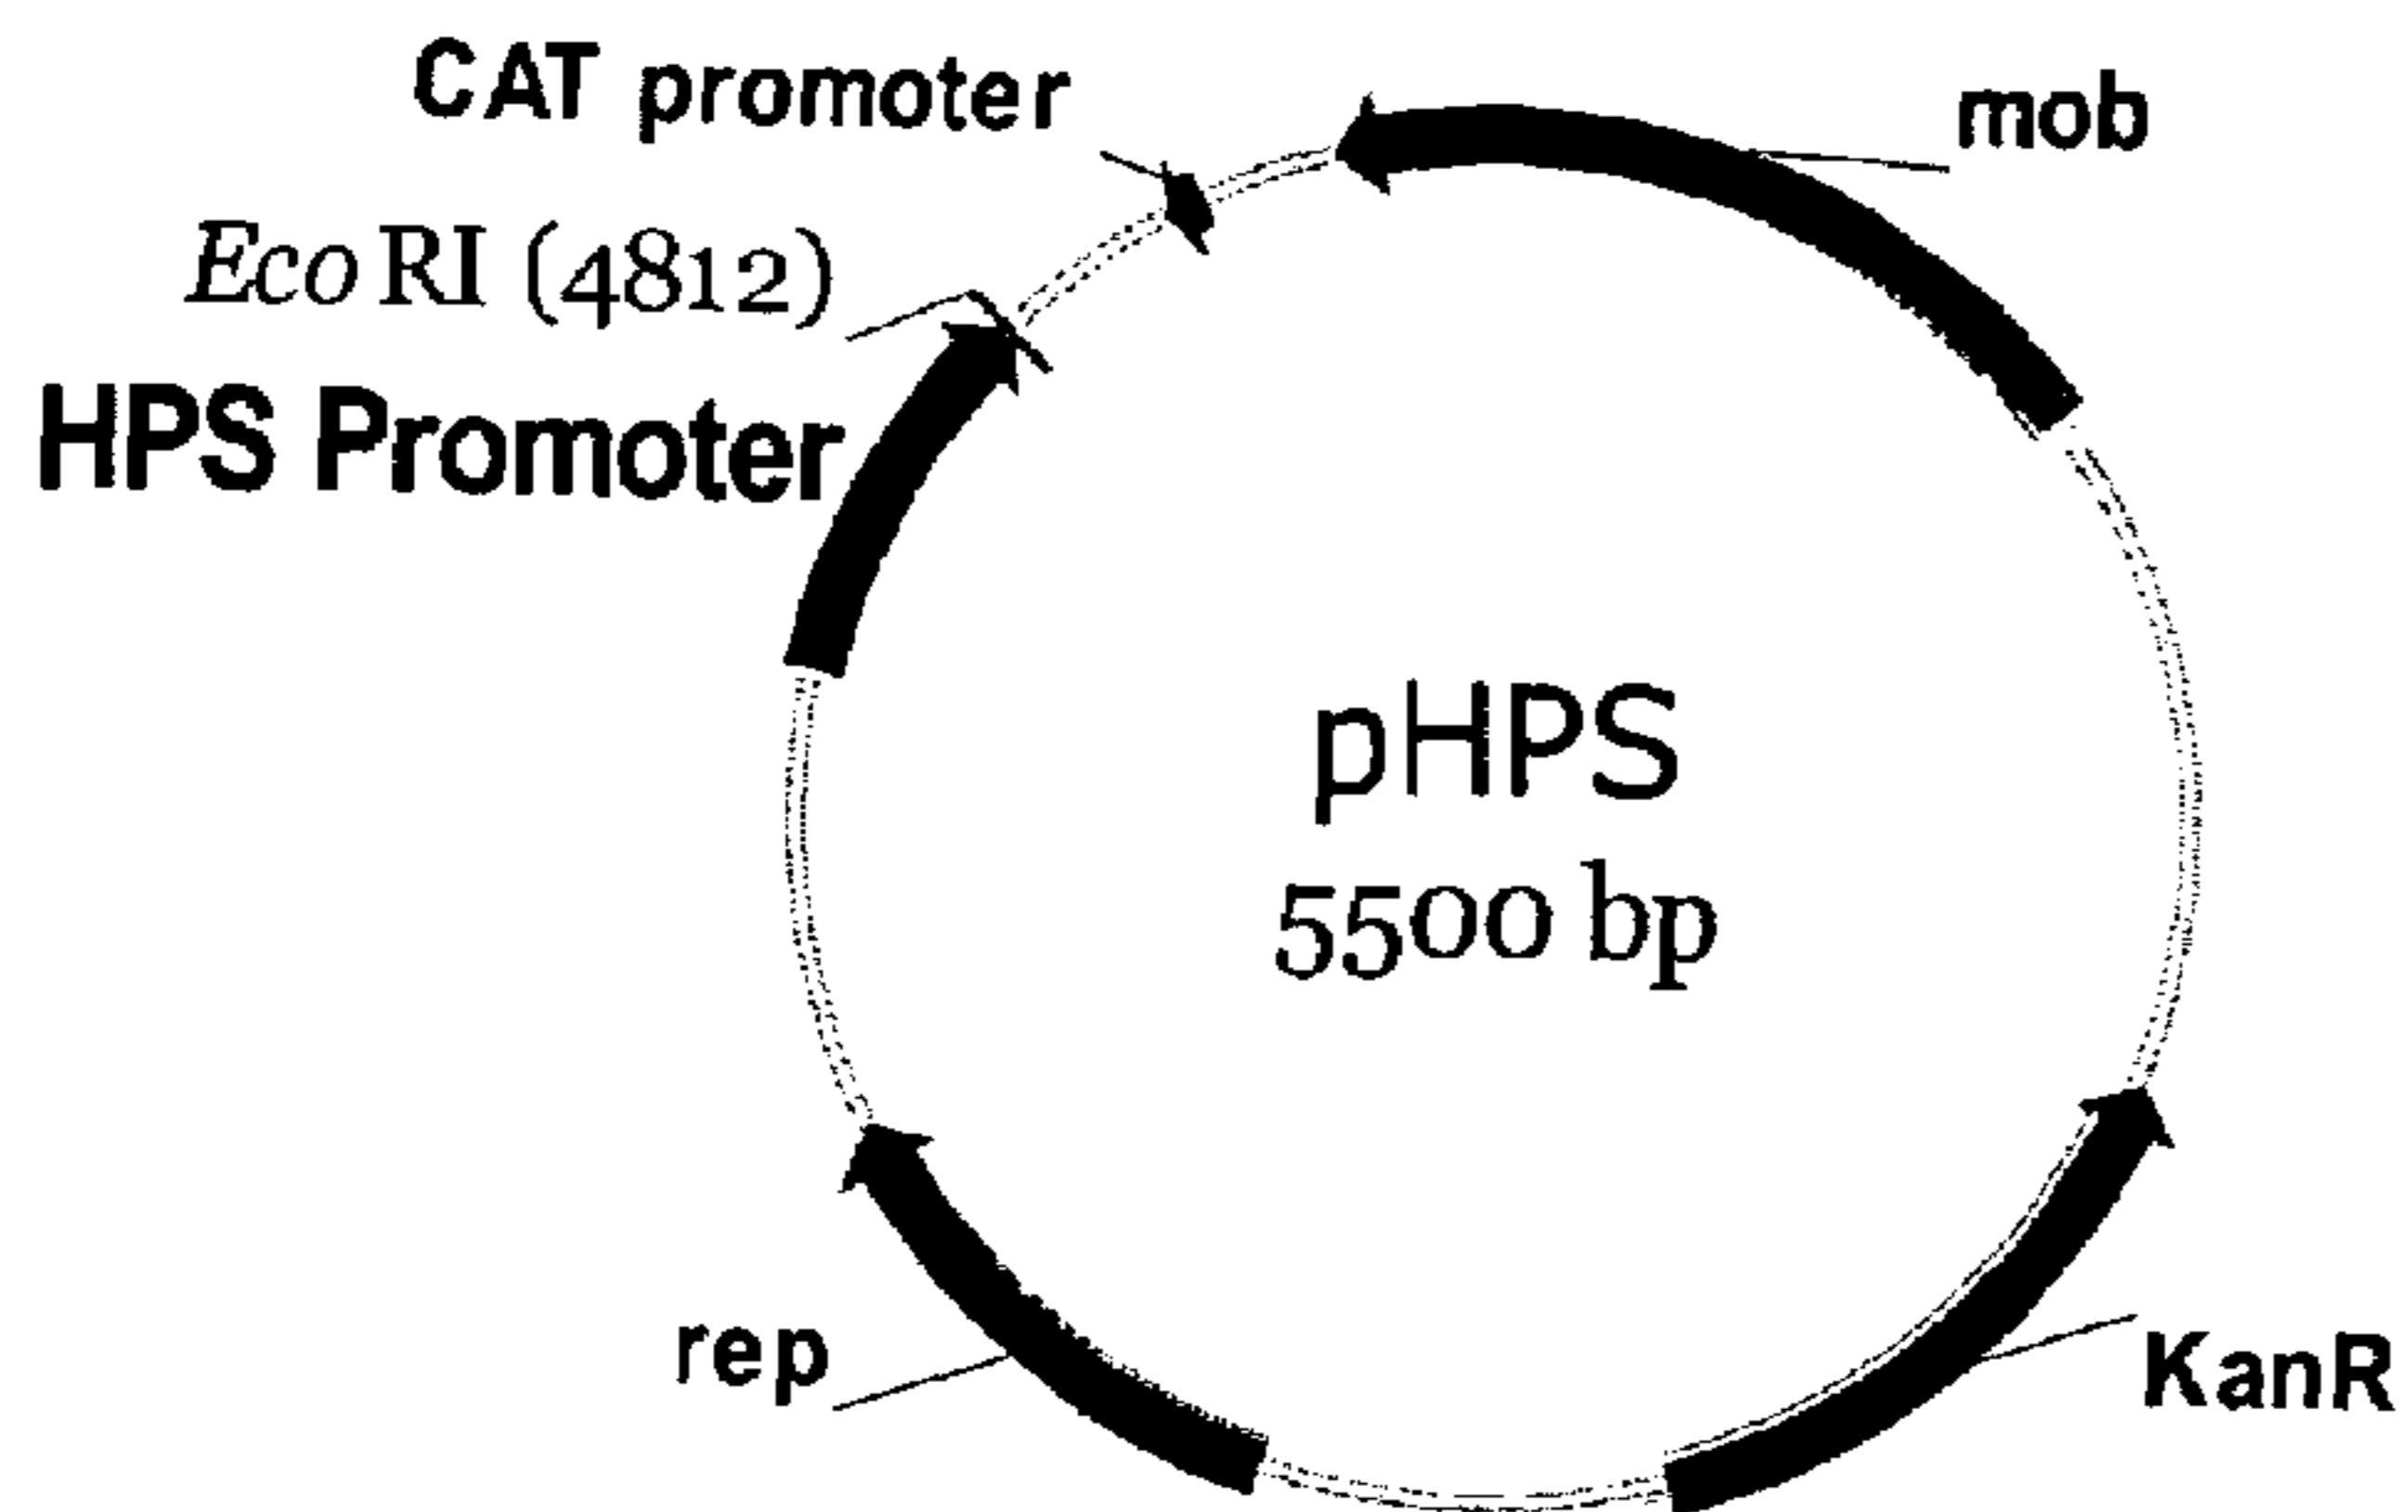 CAT promoter
mob
EcoRI (4812)
HPS Promoter
pHPS
5500 bp
rep
KanR